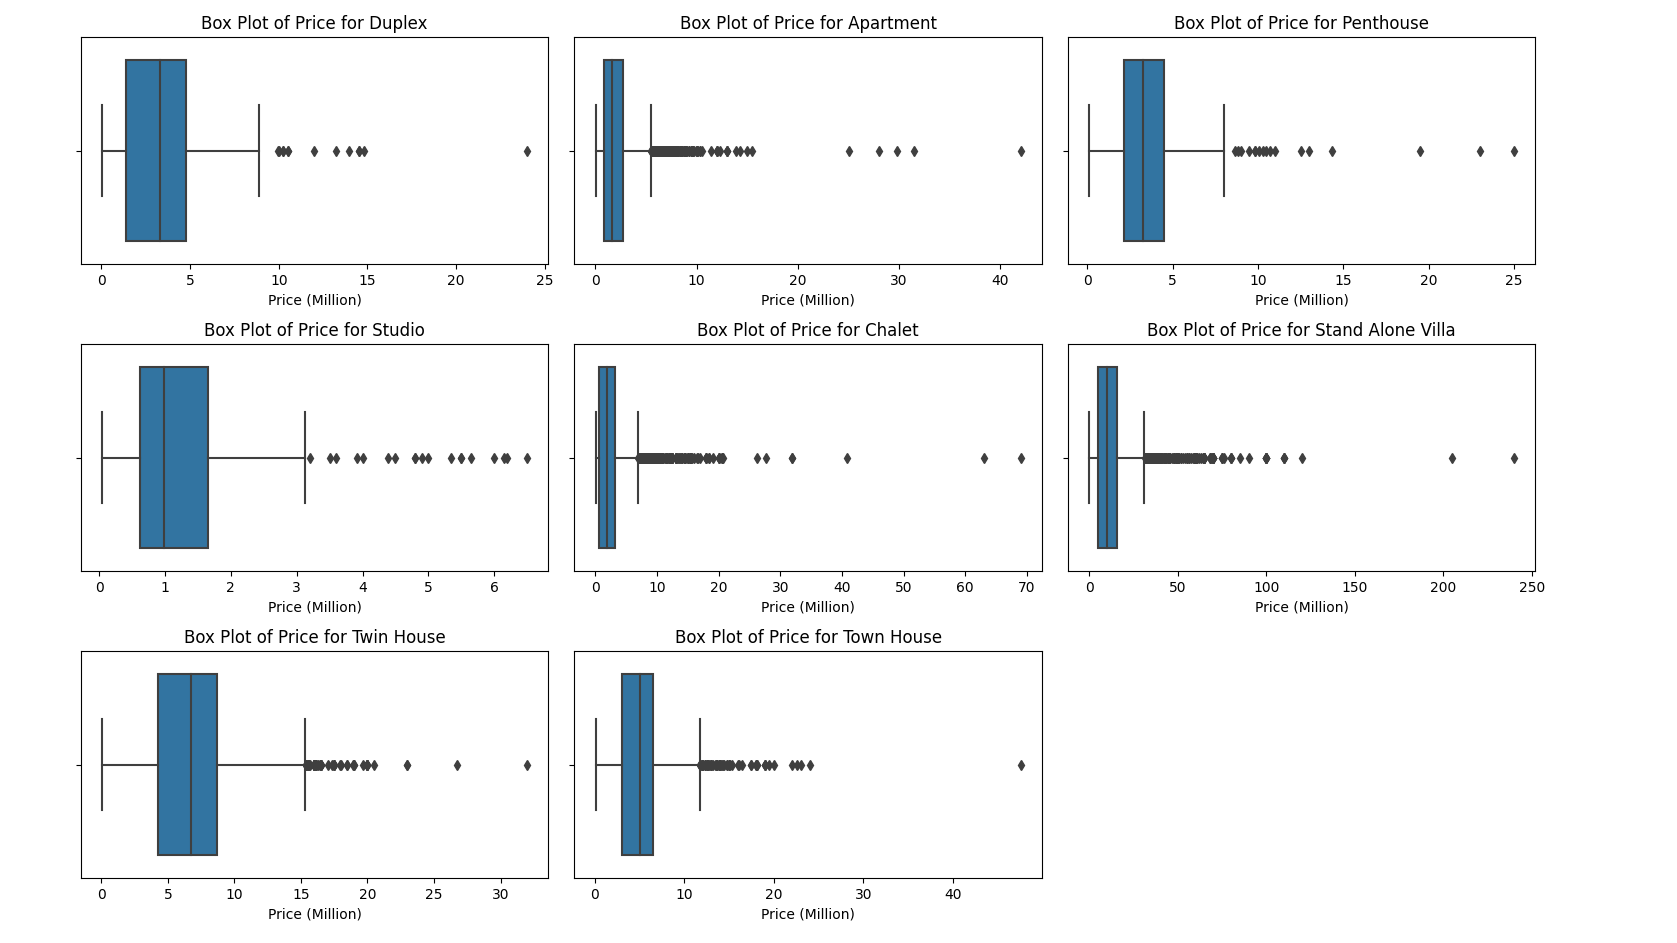 Box Plot of Price for Duplex
0 5 10 15 20 25
Price (Million)
Box Plot of Price for Apartment
0 10 20 30 40
Price (Million)
Box Plot of Price for Penthouse
0 5 10 15 20 25
Price (Million)
Box Plot of Price for Studio
0 1 2 3 4 5 6
Price (Million)
Box Plot of Price for Chalet
0 10 20 30 40 50 60 70
Price (Million)
Box Plot of Price for Stand Alone Villa
0 50 100 150 200 250
Price (Million)
Box Plot of Price for Twin House
0 5 10 15 20 25 30
Price (Million)
Box Plot of Price for Town House
0 10 20 30 40
Price (Million)